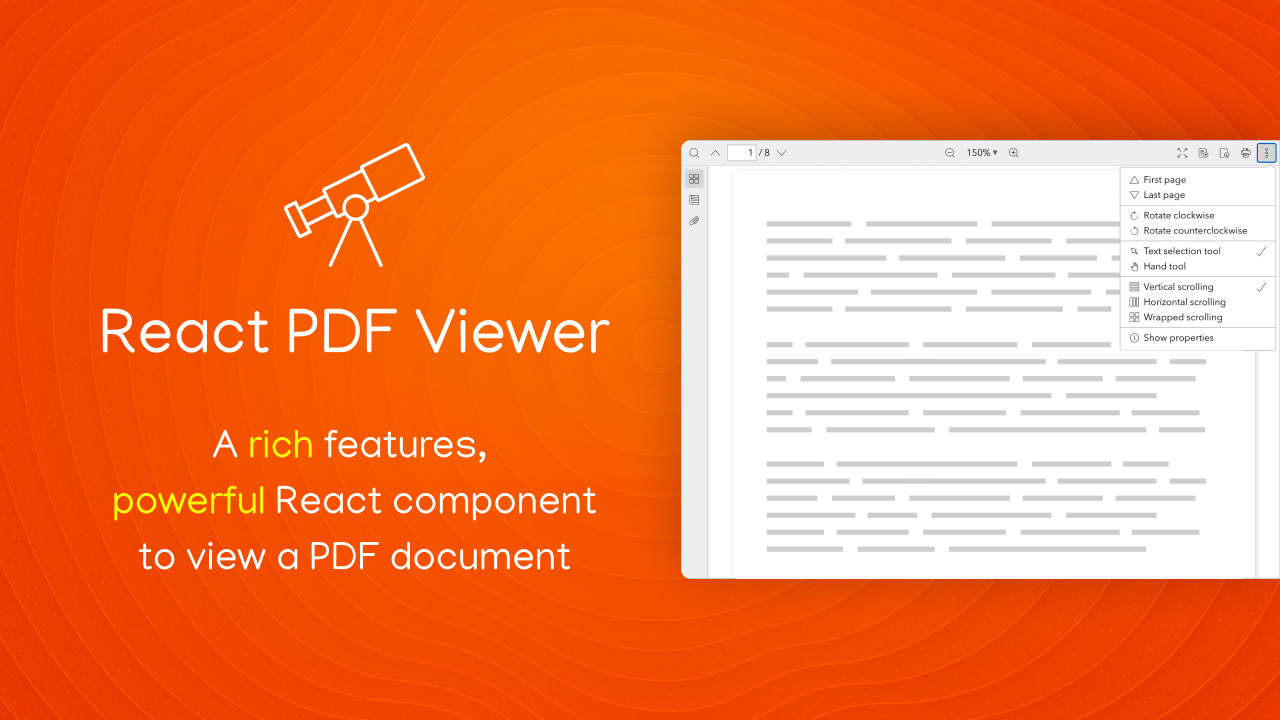 React PDF Viewer
A rich features,
powerful React component
to view a PDF document
1 / 8
150%
First page
Last page
Rotate clockwise
Rotate counterclockwise
Text selection tool
Hand tool
Vertical scrolling
Horizontal scrolling
Wrapped scrolling
Show properties